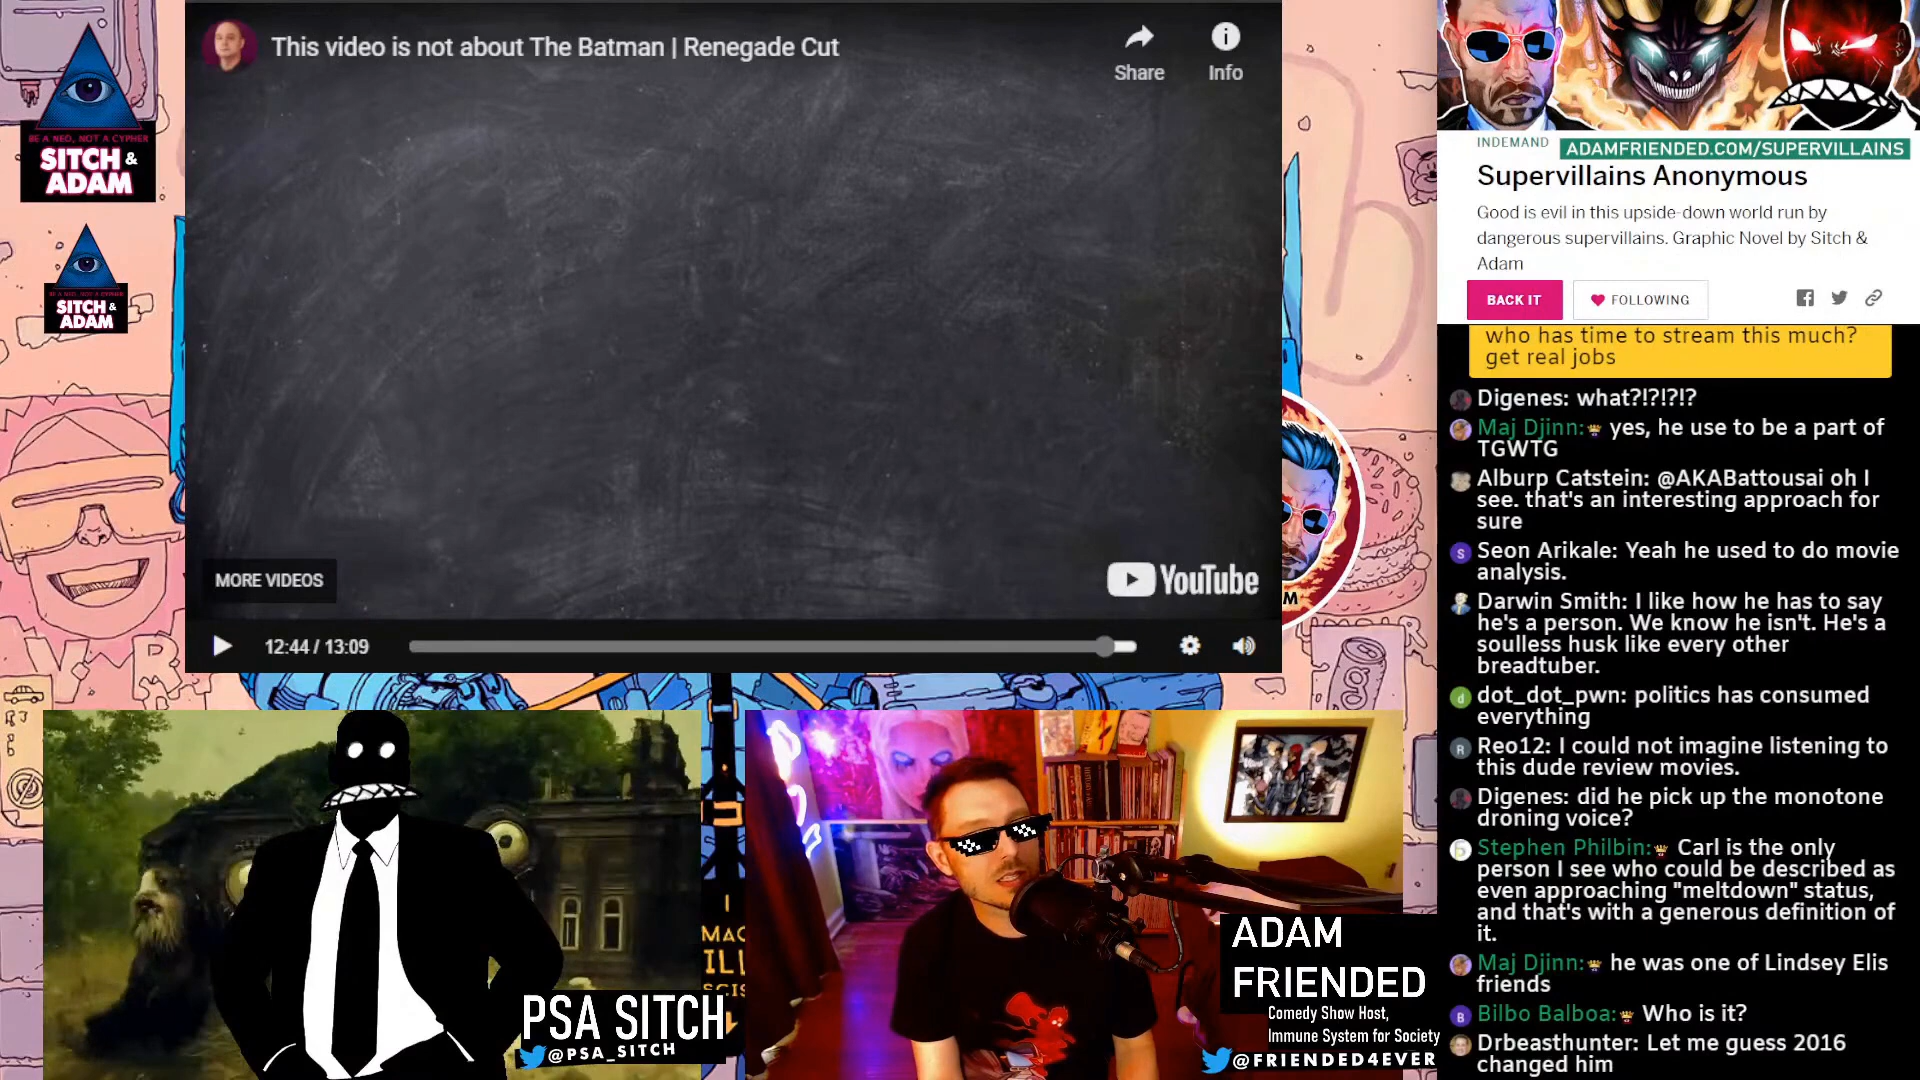 This video is not about The Batman | Renegade Cut
Share
Info
BE A NEO, NOT A CYPHER
SITCH &
ADAM
SITCH &
ADAM
MORE VIDEOS
YouTube
12:44 / 13:09
INDEMAND
ADAMFRIENDED.COM/SUPERVILLAINS
Supervillains Anonymous
Good is evil in this upside-down world run by
dangerous supervillains. Graphic Novel by Sitch &
Adam
BACK IT
FOLLOWING
who has time to stream this much?
get real jobs
Digenes: what?!?!?!?
Maj Djinn: yes, he use to be a part of
TGWTG
Alburp Catstein: @AKABattousai oh I
see. that's an interesting approach for
sure
Seon Arikale: Yeah he used to do movie
analysis.
Darwin Smith: I like how he has to say
he's a person. We know he isn't. He's a
soulless husk like every other
breadtuber.
dot_dot_pwn: politics has consumed
everything
Reo12: I could not imagine listening to
this dude review movies.
Digenes: did he pick up the monotone
droning voice?
Stephen Philbin: Carl is the only
person I see who could be described as
even approaching "meltdown" status,
and that's with a generous definition of
it.
Maj Djinn: he was one of Lindsey Elis
friends
Bilbo Balboa: Who is it?
Drbeasthunter: Let me guess 2016
changed him
PSA SITCH
@PSA_SITCH
ADAM
FRIENDED
Comedy Show Host,
Immune System for Society
@FRIENDED4EVER